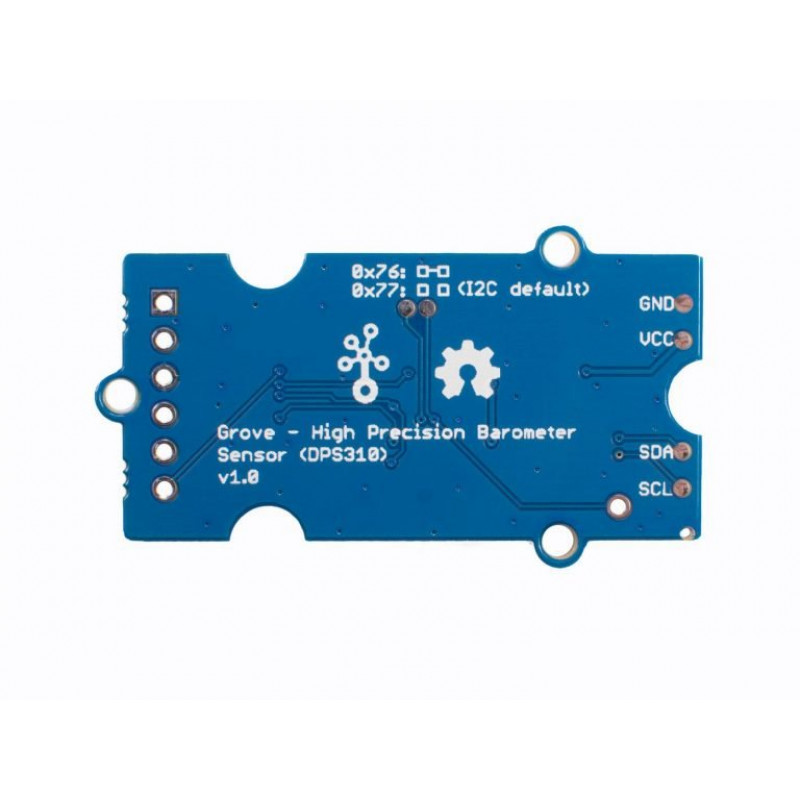 0x76:
0x77: (I2C default)
GND
VCC
Grove - High Precision Barometer
Sensor (DPS310)
v1.0
SDA
SCL